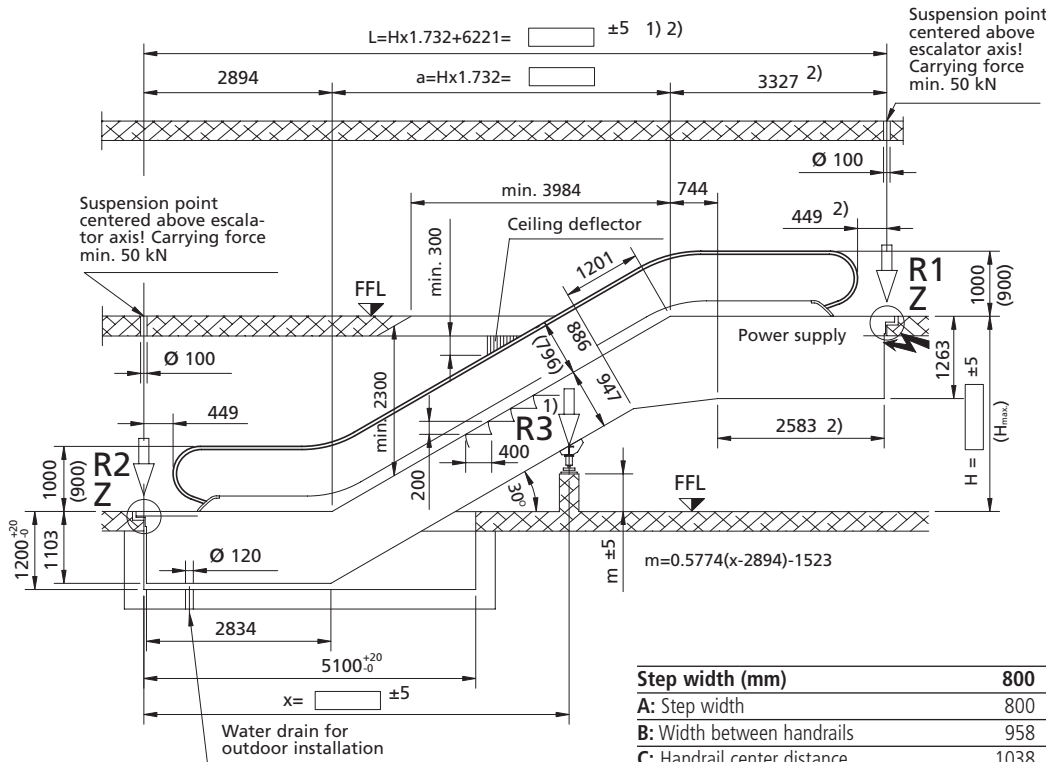 L=Hx1.732+6221= ±5 1) 2)
Suspension point
centered above
escalator axis!
Carrying force
min. 50 kN
2894
a=Hx1.732=
3327 2)
Ø 100
min. 3984
744
Suspension point
centered above escala-
tor axis! Carrying force
min. 50 kN
Ceiling deflector
449 2)
min. 300
1201
R1
Z
1000
(900)
FFL
886
(796)
947
Power supply
Ø 100
1263
H = ±5
(Hmax.)
449
min. 2300
1)
R3
2583 2)
R2
Z
400
200
1000
(900)
30°
FFL
1200 +20 -0
1103
Ø 120
m ±5
m=0.5774(x-2894)-1523
2834
5100 +20 -0
x= ±5
Water drain for
outdoor installation
Step width (mm) 800
A: Step width 800
B: Width between handrails 958
C: Handrail center distance 1038